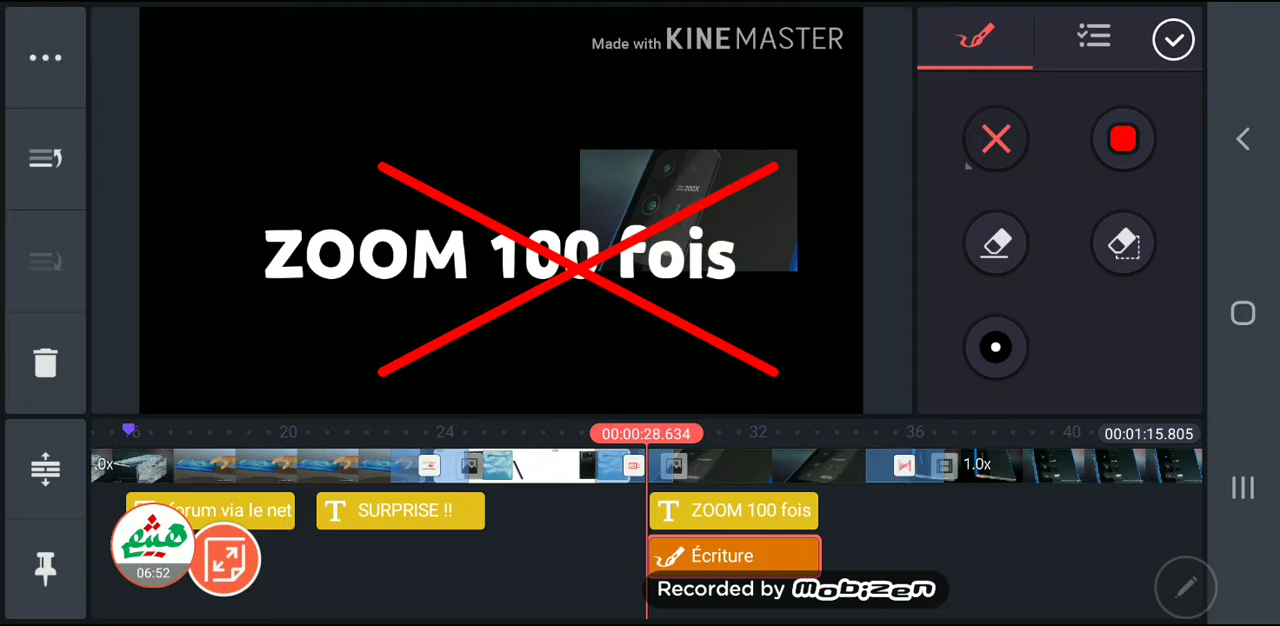 Made with KINEMASTER
ZOOM 100 fois
20
24
00:00:28.634
32
36
40
00:01:15.805
.0x
1.0x
forum via le net
SURPRISE !!
ZOOM 100 fois
Écriture
06:52
Recorded by mobizen